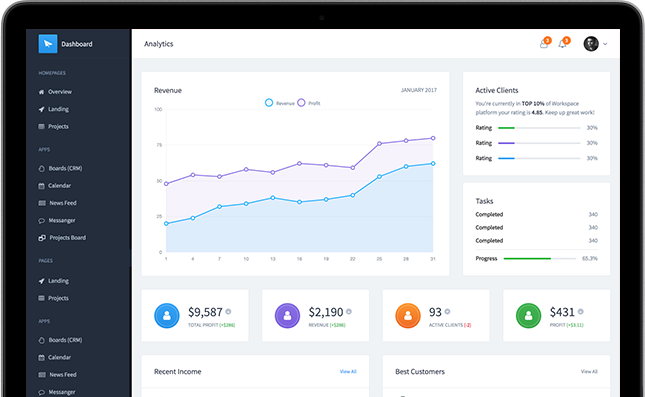 Dashboard
HOMEPAGES
Overview
Landing
Projects
APPS
Boards (CRM)
Calendar
News Feed
Messanger
Projects Board
PAGES
Landing
Projects
APPS
Boards (CRM)
Calendar
News Feed
Messanger
Analytics
3
3
Revenue
JANUARY 2017
Revenue
Profit
100
75
50
25
0
1 4 7 10 13 16 19 22 25 28 31
Active Clients
You're currently in TOP 10% of Workspace
platform your rating is 4.85. Keep up great work!
Rating 30%
Rating 30%
Rating 30%
Tasks
Completed 340
Completed 340
Completed 340
Progress 65.3%
$9,587
TOTAL PROFIT (+$286)
$2,190
REVENUE (+$286)
93
ACTIVE CLIENTS (-2)
$431
PROFIT (+$3.11)
Recent Income
View All
Best Customers
View All